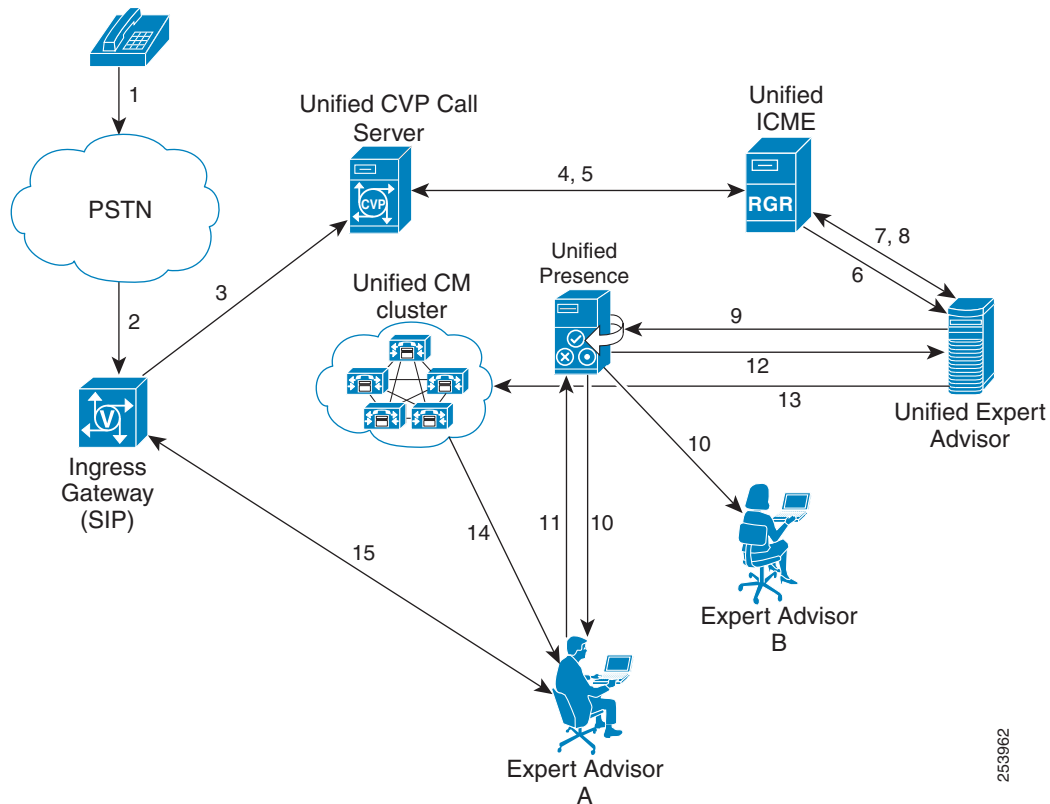 1
PSTN
2
3
Unified CVP Call
Server
CVP
4, 5
Unified
ICME
RGR
7, 8
6
Unified
Presence
Unified CM
cluster
9
12
13
Unified Expert
Advisor
V
Ingress
Gateway
(SIP)
10
14
11
10
15
Expert Advisor
B
Expert Advisor
A
253962